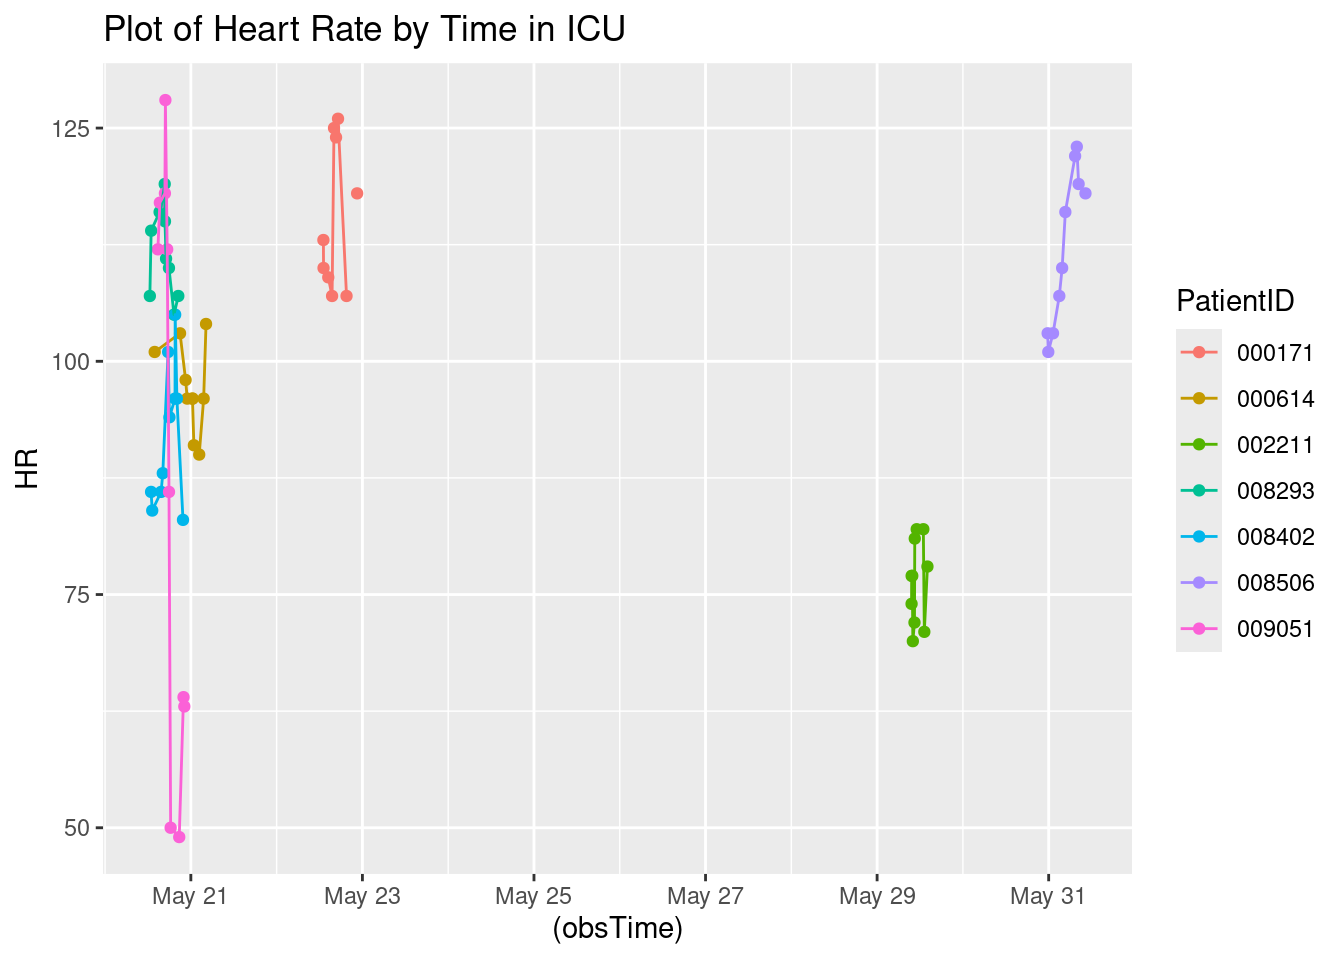 Plot of Heart Rate by Time in ICU
125
100
75
50
HR
May 21
May 23
May 25
May 27
May 29
May 31
(obsTime)
PatientID
000171
000614
002211
008293
008402
008506
009051